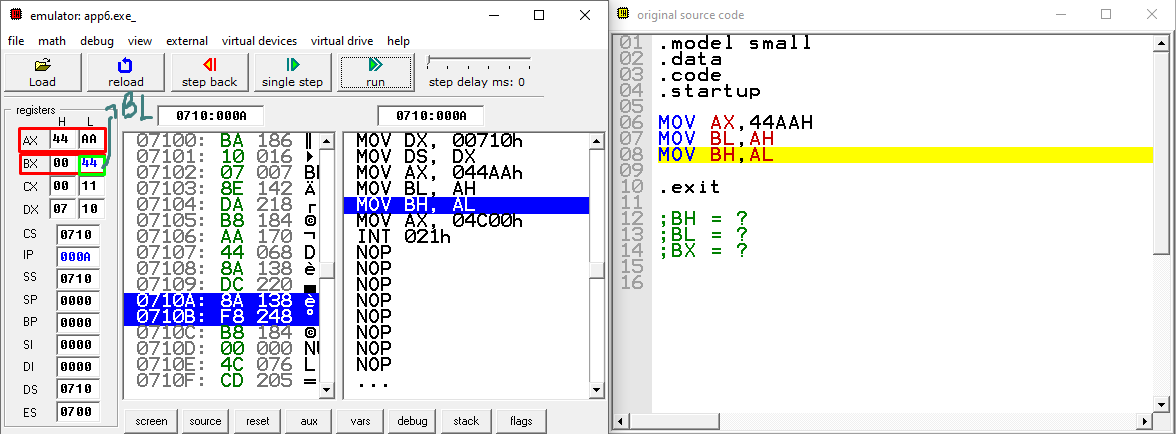 emulator: app6.exe_
file math debug view external virtual devices virtual drive help
Load reload step back single step run step delay ms: 0
registers
H L
BL
0710:000A 0710:000A
AX 44 AA
BX 00 44
CX 00 11
DX 07 10
CS 0710
IP 000A
SS 0710
SP 0000
BP 0000
SI 0000
DI 0000
DS 0710
ES 0700
07100: BA 186 ║
07101: 10 016 ►
07102: 07 007 BE
07103: 8E 142 Ä
07104: DA 218 ┌
07105: B8 184 ©
07106: AA 170 ¬
07107: 44 068 D
07108: 8A 138 è
07109: DC 220 ▄
0710A: 8A 138 è
0710B: F8 248 °
0710C: B8 184 ©
0710D: 00 000 NU
0710E: 4C 076 L
0710F: CD 205 =
MOV DX, 00710h
MOV DS, DX
MOV AX, 044AAh
MOV BL, AH
MOV BH, AL
MOV AX, 04C00h
INT 021h
NOP
NOP
NOP
NOP
NOP
NOP
NOP
NOP
...
screen source reset aux vars debug stack flags
original source code
01 .model small
02 .data
03 .code
04 .startup
05
06 MOV AX,44AAH
07 MOV BL,AH
08 MOV BH,AL
09
10 .exit
11
12 ;BH = ?
13 ;BL = ?
14 ;BX = ?
15
16